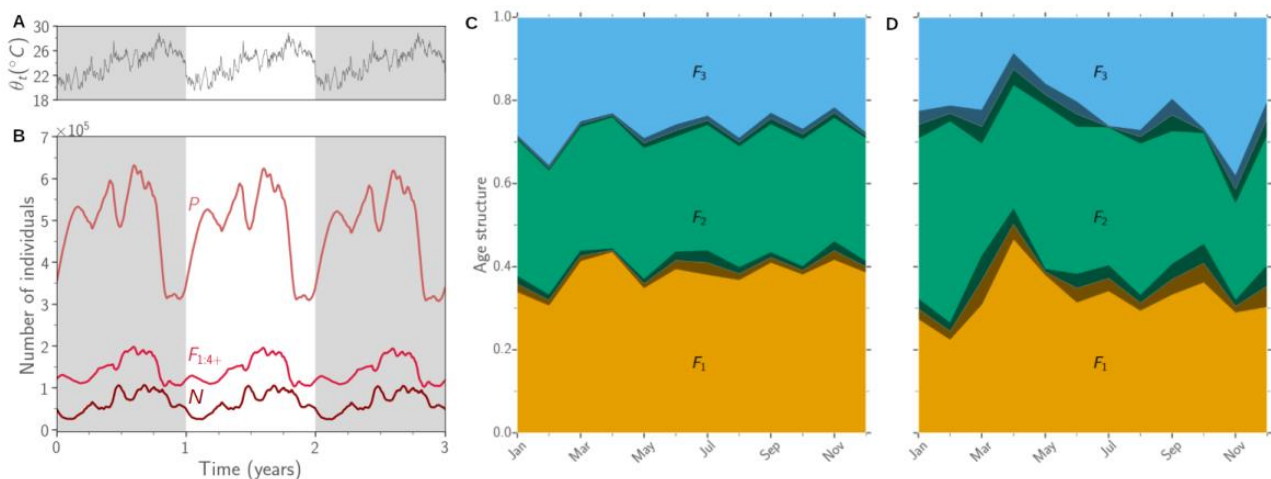 A
θt(°C)
30
26
22
18
B
×10⁵
7
6
5
4
3
2
1
0
Number of individuals
P
F1:4+
N
0
1
2
3
Time (years)
C
Age structure
1.0
0.8
0.6
0.4
0.2
0.0
F3
F2
F1
Jan
Mar
May
Jul
Sep
Nov
D
F3
F2
F1
Jan
Mar
May
Jul
Sep
Nov